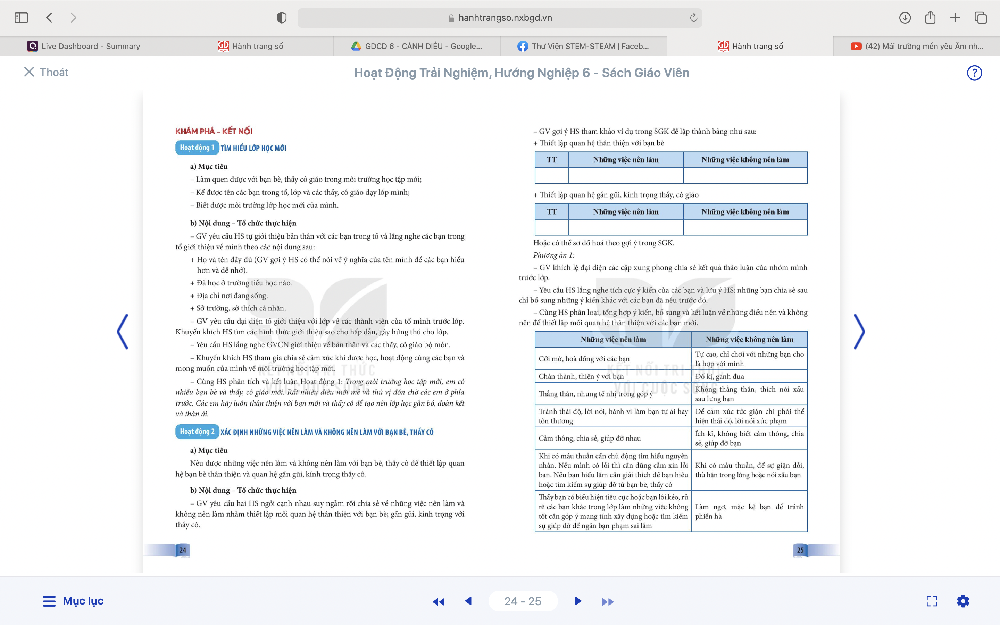 hanhtrangso.nxbgd.vn
Live Dashboard - Summary
Hành trang số
GDCD 6 - CÁNH DIỀU - Google...
Thư Viện STEM-STEAM | Faceb...
Hành trang số
(42) Mái trường mến yêu Âm nh...
Thoát
Hoạt Động Trải Nghiệm, Hướng Nghiệp 6 - Sách Giáo Viên
?
KHÁM PHÁ – KẾT NỐI
Hoạt động 1 TÌM HIỂU LỚP HỌC MỚI
a) Mục tiêu
– Làm quen được với bạn bè, thầy cô giáo trong môi trường học tập mới;
– Kể được tên các bạn trong tổ, lớp và các thầy, cô giáo dạy lớp mình;
– Biết được môi trường lớp học mới của mình.
b) Nội dung – Tổ chức thực hiện
– GV yêu cầu HS tự giới thiệu bản thân với các bạn trong tổ và lắng nghe các bạn trong
tổ giới thiệu về mình theo các nội dung sau:
+ Họ và tên đầy đủ (GV gợi ý HS có thể nói về ý nghĩa của tên mình để các bạn hiểu
hơn và dễ nhớ).
+ Đã học ở trường tiểu học nào.
+ Địa chỉ nơi đang sống.
+ Sở trường, sở thích cá nhân.
– GV yêu cầu đại diện tổ giới thiệu với lớp về các thành viên của tổ mình trước lớp.
Khuyến khích HS tìm các hình thức giới thiệu sao cho hấp dẫn, gây hứng thú cho lớp.
– Yêu cầu HS lắng nghe GVCN giới thiệu về bản thân và các thầy, cô giáo bộ môn.
– Khuyến khích HS tham gia chia sẻ cảm xúc khi được học, hoạt động cùng các bạn và
mong muốn của mình về môi trường học tập mới.
– Cùng HS phân tích và kết luận Hoạt động 1: Trong môi trường học tập mới, em có
nhiều bạn bè và thầy, cô giáo mới. Rất nhiều điều mới mẻ và thú vị đón chờ các em ở phía
trước. Các em hãy luôn thân thiện với bạn mới và thầy cô để tạo nên lớp học gắn bó, đoàn kết
và thân ái.
KẾT NỐI TRI THỨC
VỚI CUỘC SỐNG
Hoạt động 2 XÁC ĐỊNH NHỮNG VIỆC NÊN LÀM VÀ KHÔNG NÊN LÀM VỚI BẠN BÈ, THẦY CÔ
a) Mục tiêu
Nêu được những việc nên làm và không nên làm với bạn bè, thầy cô để thiết lập quan
hệ bạn bè thân thiện và quan hệ gần gũi, kính trọng thầy cô.
b) Nội dung – Tổ chức thực hiện
– GV yêu cầu hai HS ngồi cạnh nhau suy ngẫm rồi chia sẻ về những việc nên làm và
không nên làm nhằm thiết lập mối quan hệ thân thiện với bạn bè; gần gũi, kính trọng với
thầy cô.
24
– GV gợi ý HS tham khảo ví dụ trong SGK để lập thành bảng như sau:
+ Thiết lập quan hệ thân thiện với bạn bè
TT Những việc nên làm Những việc không nên làm
+ Thiết lập quan hệ gần gũi, kính trọng thầy, cô giáo
TT Những việc nên làm Những việc không nên làm
Hoặc có thể sơ đồ hoá theo gợi ý trong SGK.
Phương án 1:
– GV khích lệ đại diện các cặp xung phong chia sẻ kết quả thảo luận của nhóm mình
trước lớp.
– Yêu cầu HS lắng nghe tích cực ý kiến của các bạn và lưu ý HS: những bạn chia sẻ sau
chỉ bổ sung những ý kiến khác với các bạn đã nêu trước đó.
– Cùng HS phân loại, tổng hợp ý kiến, bổ sung và kết luận về những điều nên và không
nên để thiết lập mối quan hệ thân thiện với các bạn mới.
Những việc nên làm Những việc không nên làm
Cởi mở, hoà đồng với các bạn
Tự cao, chỉ chơi với những bạn cho
là hợp với mình
Chân thành, thiện ý với bạn
Đố kị, ganh đua
Thẳng thắn, nhưng tế nhị trong góp ý
Không thẳng thắn, thích nói xấu
sau lưng bạn
Tránh thái độ, lời nói, hành vi làm bạn tự ái hay
tổn thương
Để cảm xúc tức giận chi phối thể
hiện thái độ, lời nói xúc phạm
Cảm thông, chia sẻ, giúp đỡ nhau
Ích kỉ, không biết cảm thông, chia
sẻ, giúp đỡ bạn
Khi có mâu thuẫn cần chủ động tìm hiểu nguyên
nhân. Nếu mình có lỗi thì cần dũng cảm xin lỗi
bạn. Nếu bạn hiểu lầm cần giải thích để bạn hiểu
hoặc tìm kiếm sự giúp đỡ từ bạn bè, thầy cô
Khi có mâu thuẫn, để sự giận dỗi,
thù hận trong lòng hoặc nói xấu bạn
Thấy bạn có biểu hiện tiêu cực hoặc bạn lôi kéo, rủ
rê các bạn khác trong lớp làm những việc không
tốt cần góp ý mang tính xây dựng hoặc tìm kiếm
sự giúp đỡ để ngăn bạn phạm sai lầm
Làm ngơ, mặc kệ bạn để tránh
phiền hà
KẾT NỐI TRI THỨC
VỚI CUỘC SỐNG
25
Mục lục
24 - 25